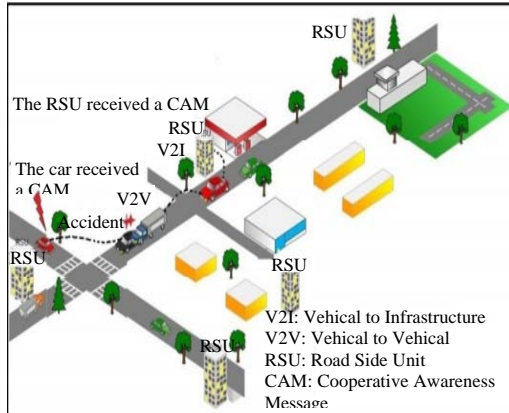 RSU
The RSU received a CAM
RSU
V2I
The car received
a CAM
V2V
Accident
RSU
RSU
RSU
V2I: Vehical to Infrastructure
V2V: Vehical to Vehical
RSU: Road Side Unit
CAM: Cooperative Awareness
Message